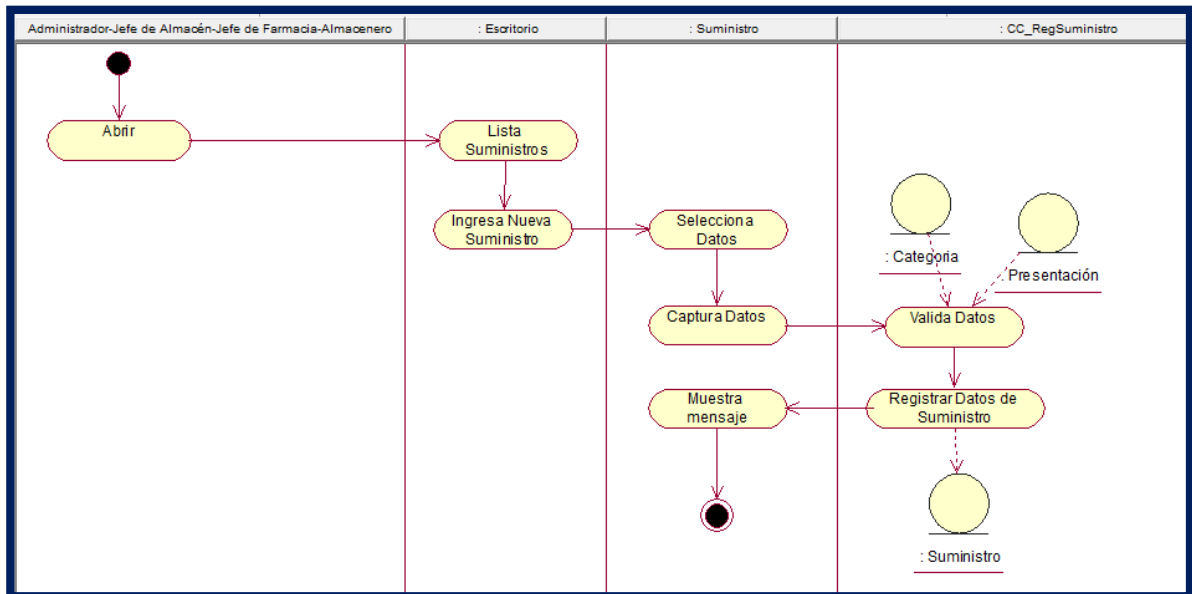 Administrador-Jefe de Almacén-Jefe de Farmacia-Almacenero
: Escritorio
: Suministro
: CC_RegSuministro
Abrir
Lista
Suministros
Ingresa Nueva
Suministro
Selecciona
Datos
: Categoria
: Presentación
Captura Datos
Valida Datos
Muestra
mensaje
Registrar Datos de
Suministro
: Suministro